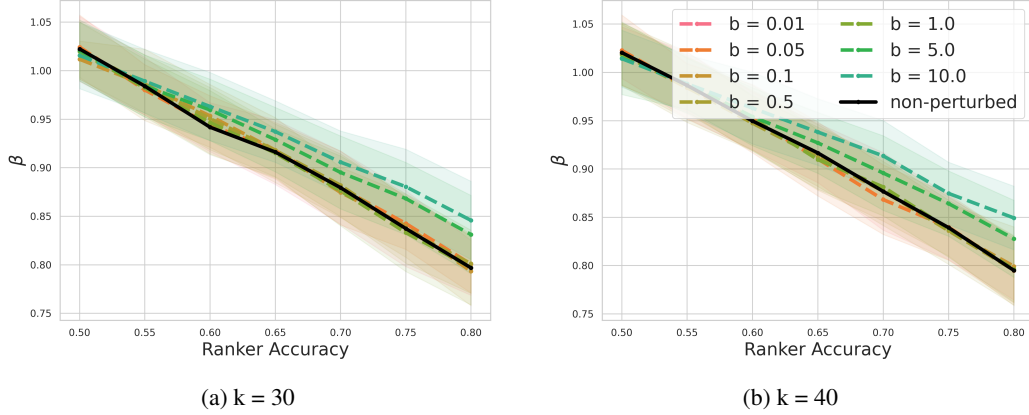 1.05
1.00
0.95
0.90
0.85
0.80
0.75
β
0.50 0.55 0.60 0.65 0.70 0.75 0.80
Ranker Accuracy
(a) k = 30
1.05
1.00
0.95
0.90
0.85
0.80
0.75
β
b = 0.01
b = 0.05
b = 0.1
b = 0.5
b = 1.0
b = 5.0
b = 10.0
non-perturbed
0.50 0.55 0.60 0.65 0.70 0.75 0.80
Ranker Accuracy
(b) k = 40